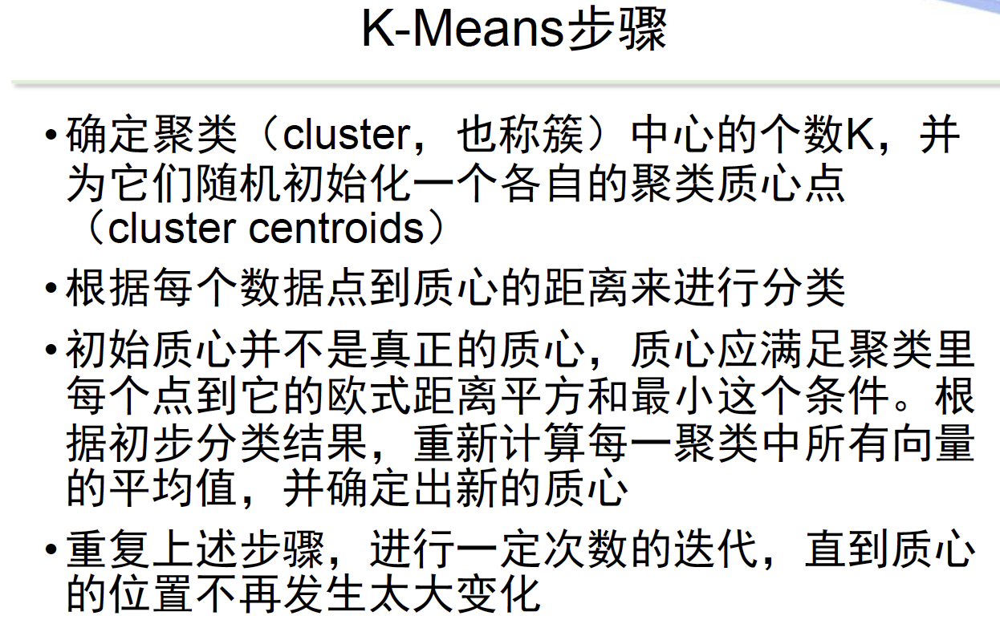 K-Means步骤
•确定聚类（cluster，也称簇）中心的个数K，并
为它们随机初始化一个各自的聚类质心点
（cluster centroids）
•根据每个数据点到质心的距离来进行分类
•初始质心并不是真正的质心，质心应满足聚类里
每个点到它的欧式距离平方和最小这个条件。根
据初步分类结果，重新计算每一聚类中所有向量
的平均值，并确定出新的质心
•重复上述步骤，进行一定次数的迭代，直到质心
的位置不再发生太大变化